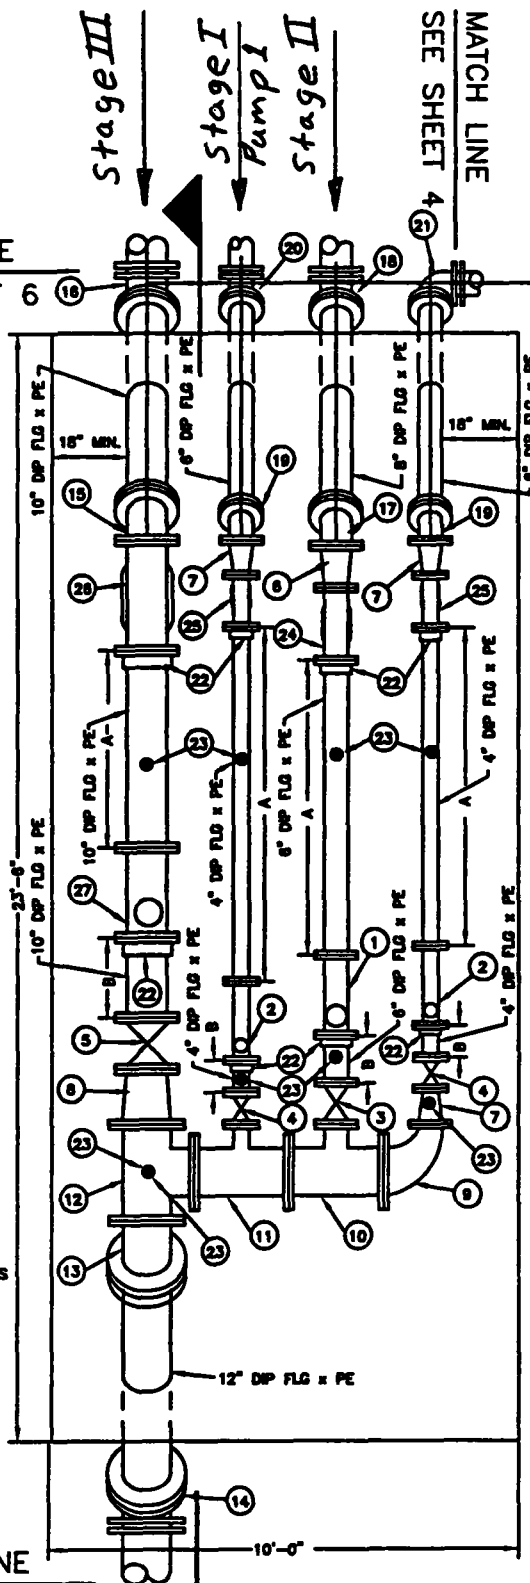 Stage III
Stage I
Pump 1
Stage II
MATCH LINE
SEE SHEET 4
E
6
16
20
18
21
10" DIP FLG x PE
18" MIN.
6" DIP FLG x PE
8" DIP FLG x PE
18" MIN.
15
19
17
19
26
7
6
7
25
24
25
22
22
23
23
10" DIP FLG x PE
A
4" DIP FLG x PE
A
6" DIP FLG x PE
A
4" DIP FLG x PE
A
23'-6"
10" DIP FLG x PE
27
B
22
4" DIP FLG x PE
2
1
2
B
22
23
6" DIP FLG x PE
B
22
4" DIP FLG x PE
B
5
8
4
3
4
7
23
23
12
23
11
10
9
13
S
12" DIP FLG x PE
14
10'-0"
NE